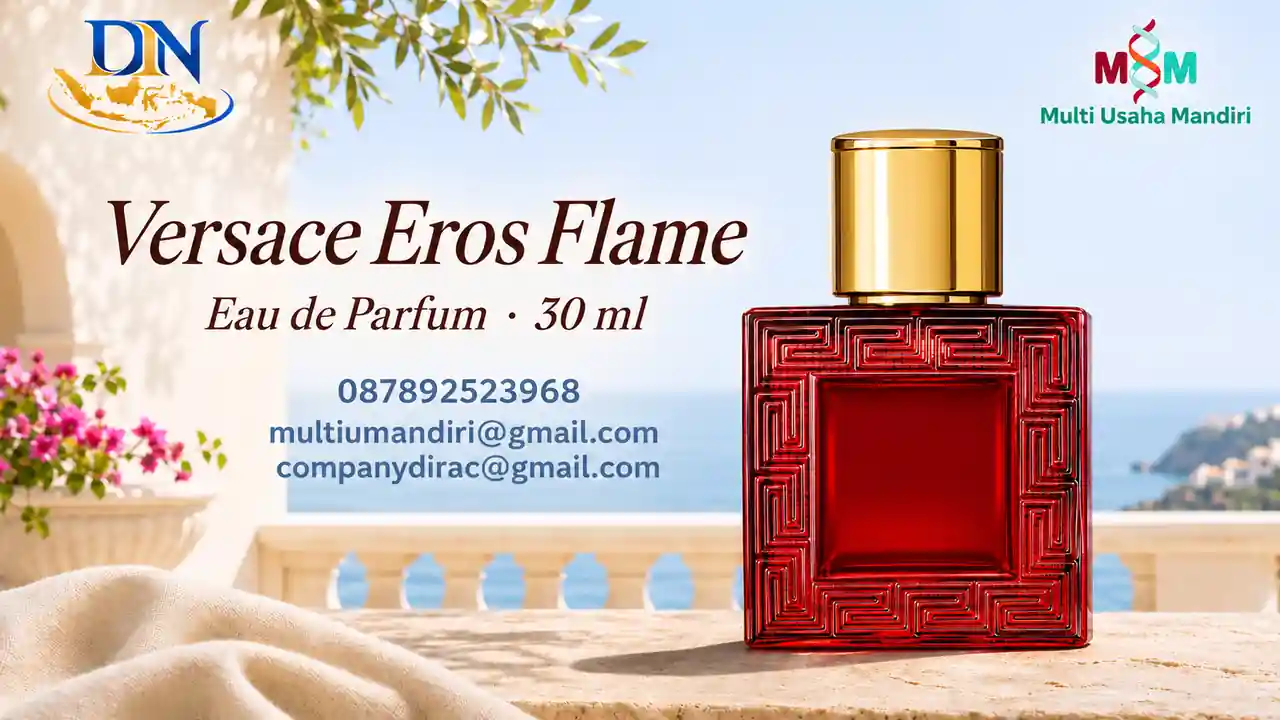 DIN
MSM
Multi Usaha Mandiri
Versace Eros Flame
Eau de Parfum · 30 ml
087892523968
multiumandiri@gmail.com
companydirac@gmail.com